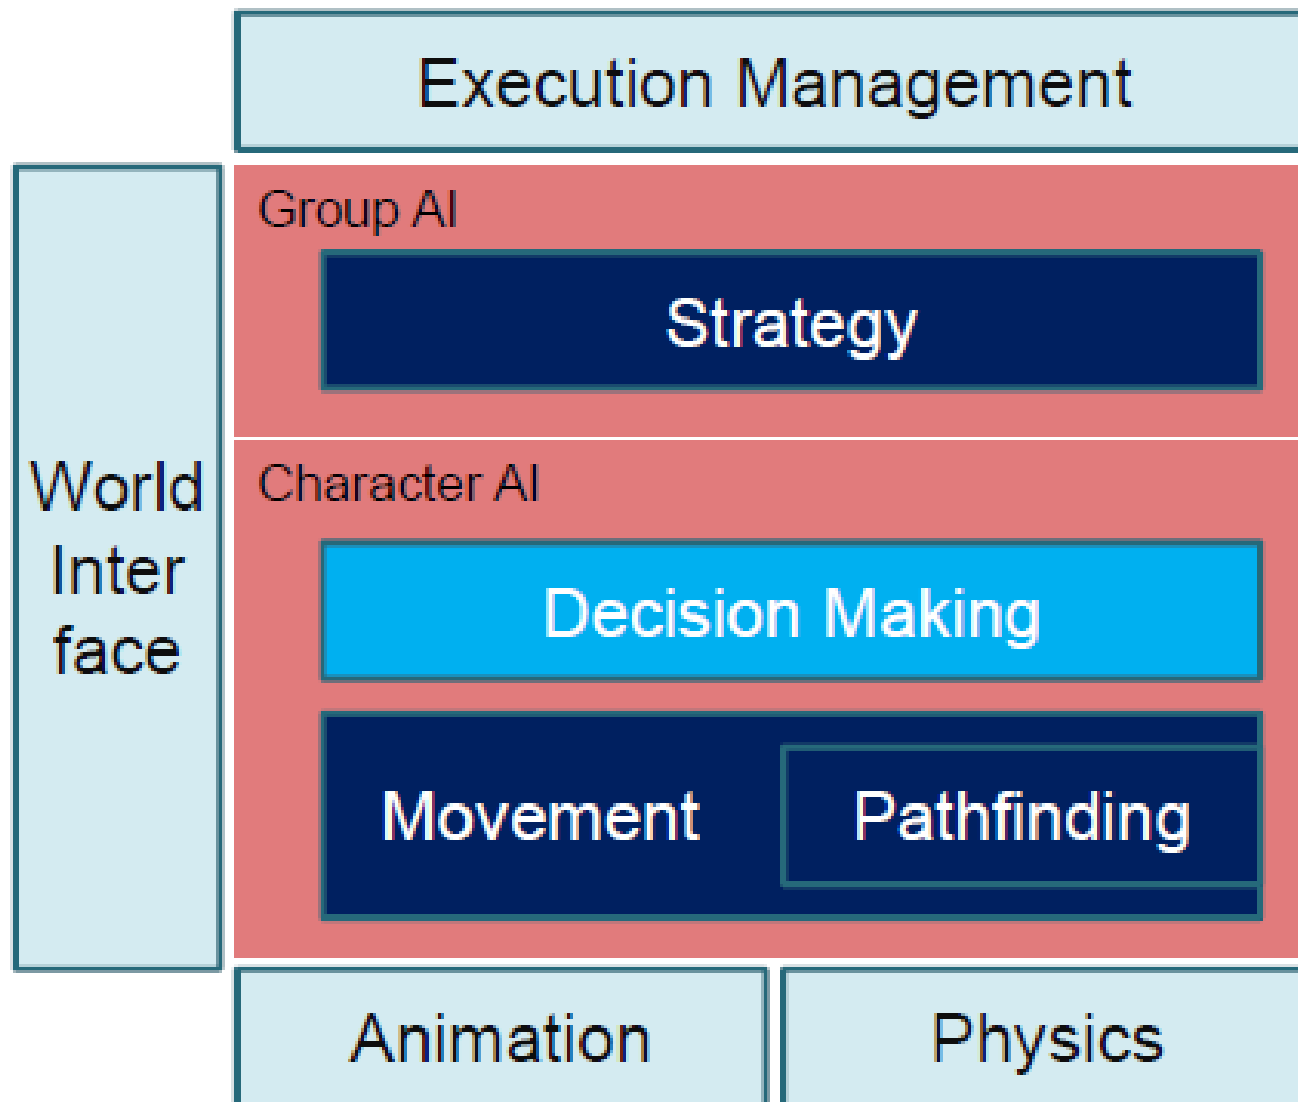 Execution Management
Group AI
Strategy
World
Inter
face
Character AI
Decision Making
Movement
Pathfinding
Animation
Physics